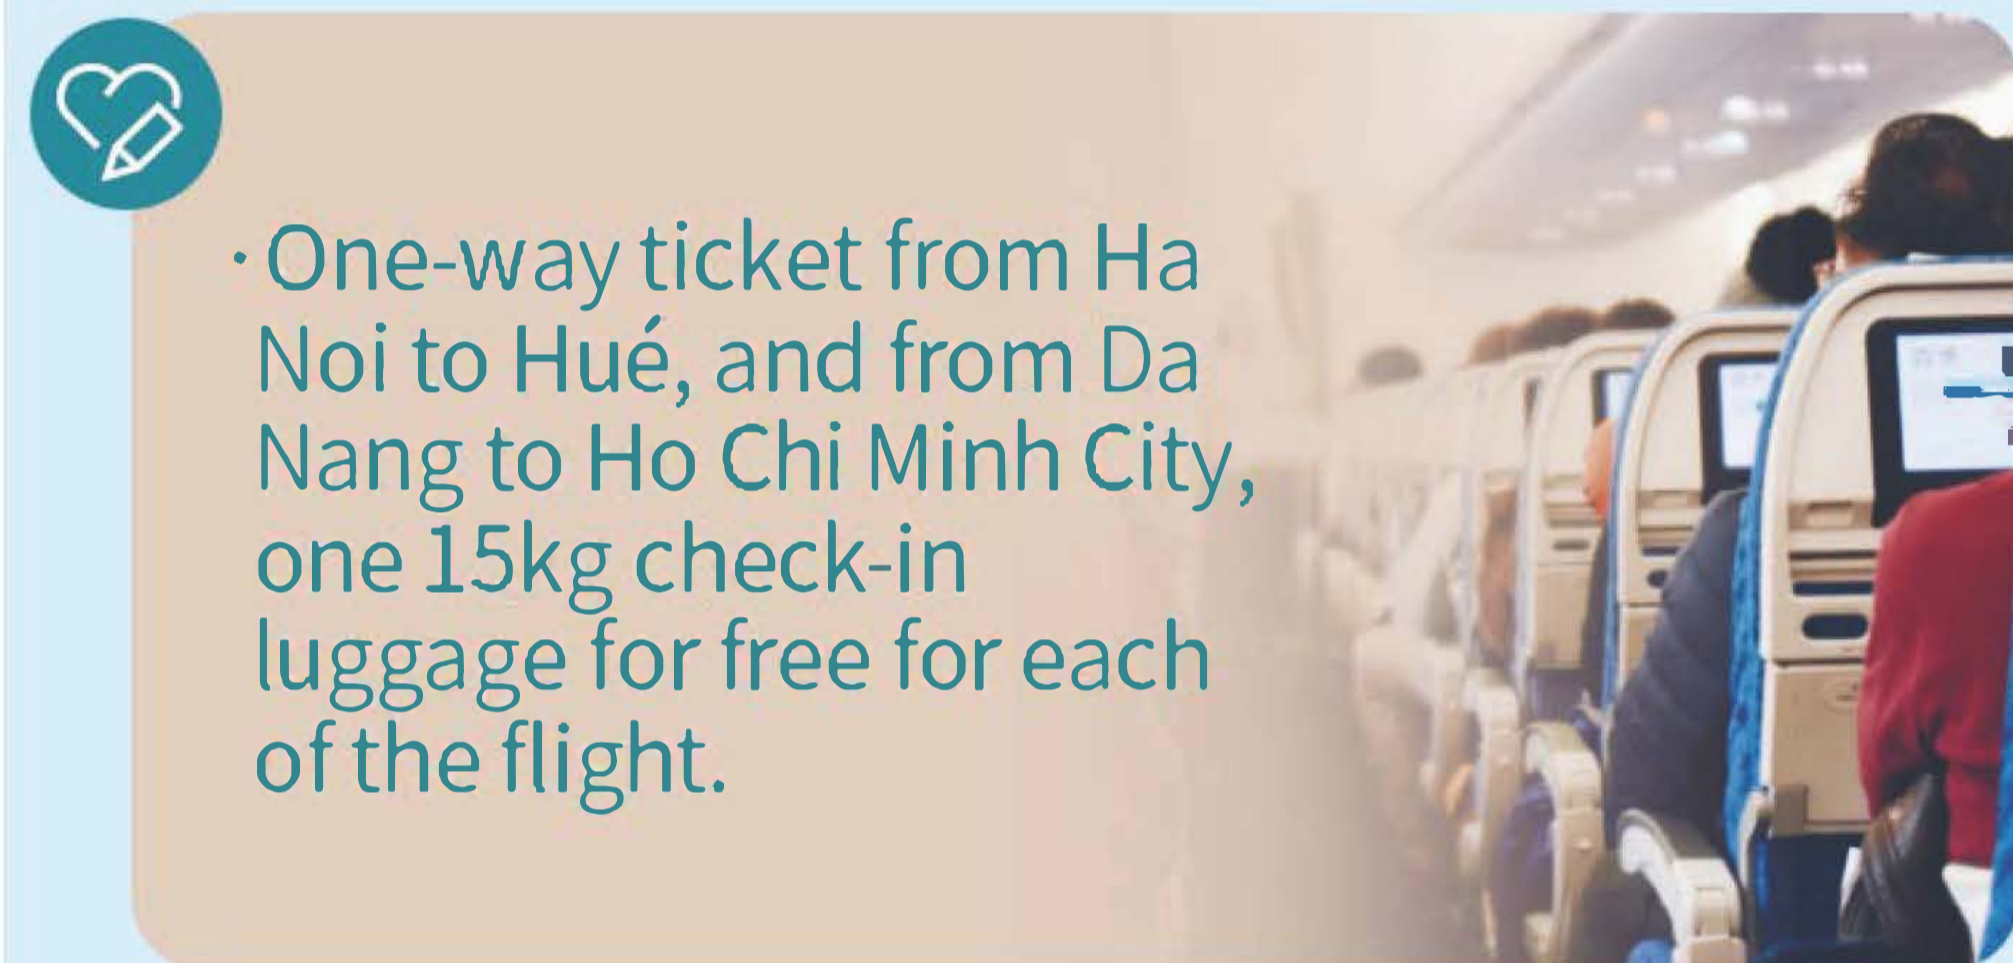 · One-way ticket from Ha
Noi to Hué, and from Da
Nang to Ho Chi Minh City,
one 15kg check-in
luggage for free for each
of the flight.